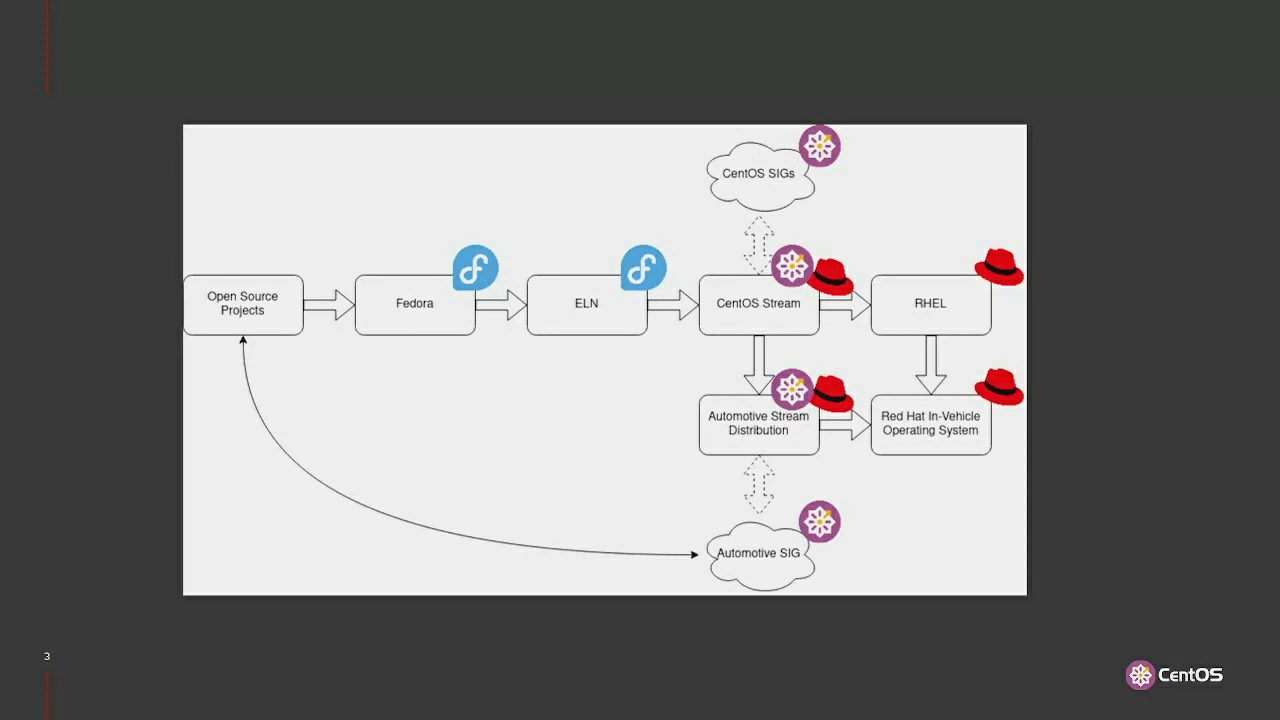 CentOS SIGs
Open Source
Projects
Fedora
ELN
CentOS Stream
RHEL
Automotive Stream
Distribution
Red Hat In-Vehicle
Operating System
Automotive SIG
3
CentOS